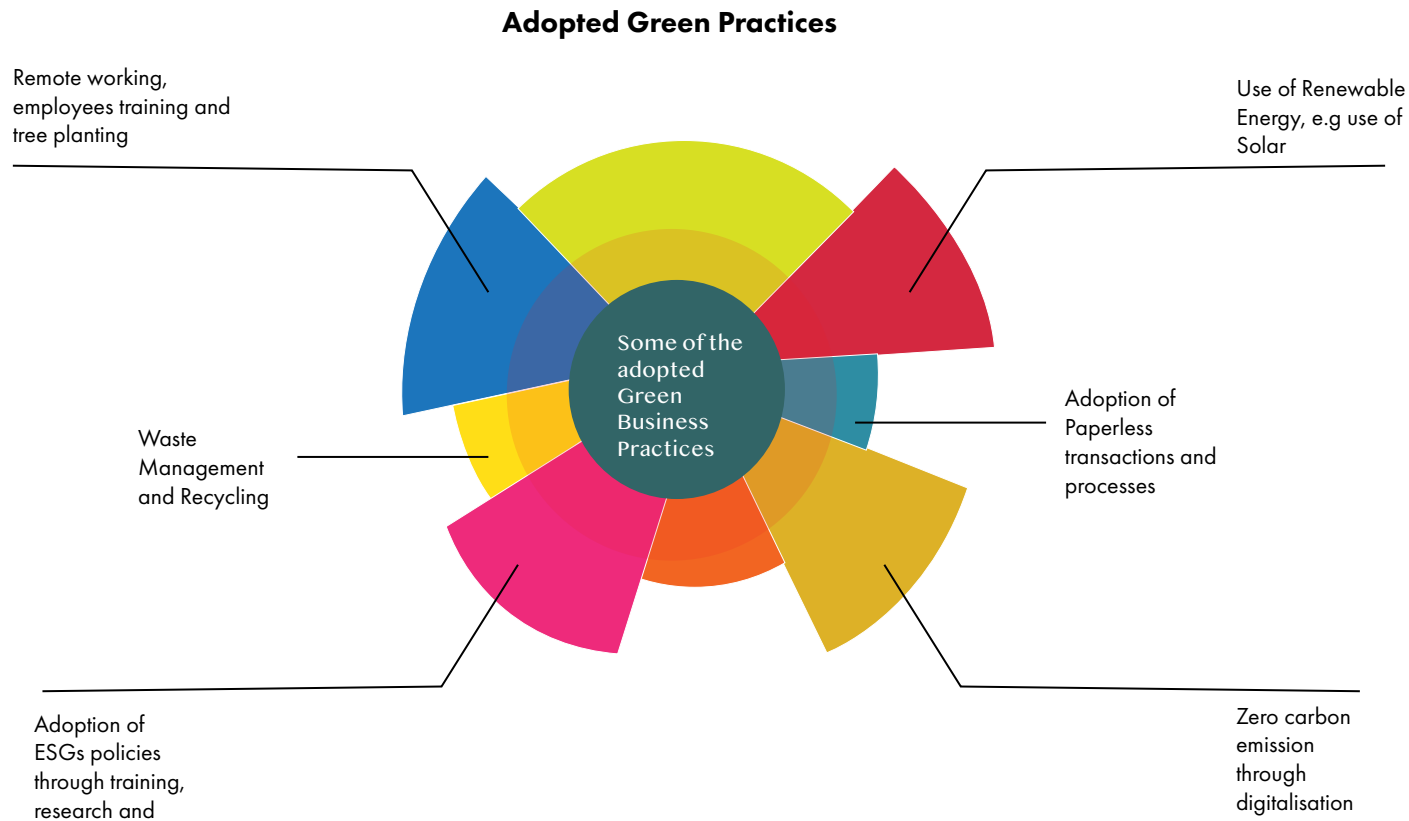 Adopted Green Practices
Remote working,
employees training and
tree planting
Use of Renewable
Energy, e.g use of
Solar
Some of the
adopted
Green
Business
Practices
Waste
Management
and Recycling
Adoption of
Paperless
transactions and
processes
Adoption of
ESGs policies
through training,
research and
Zero carbon
emission
through
digitalisation